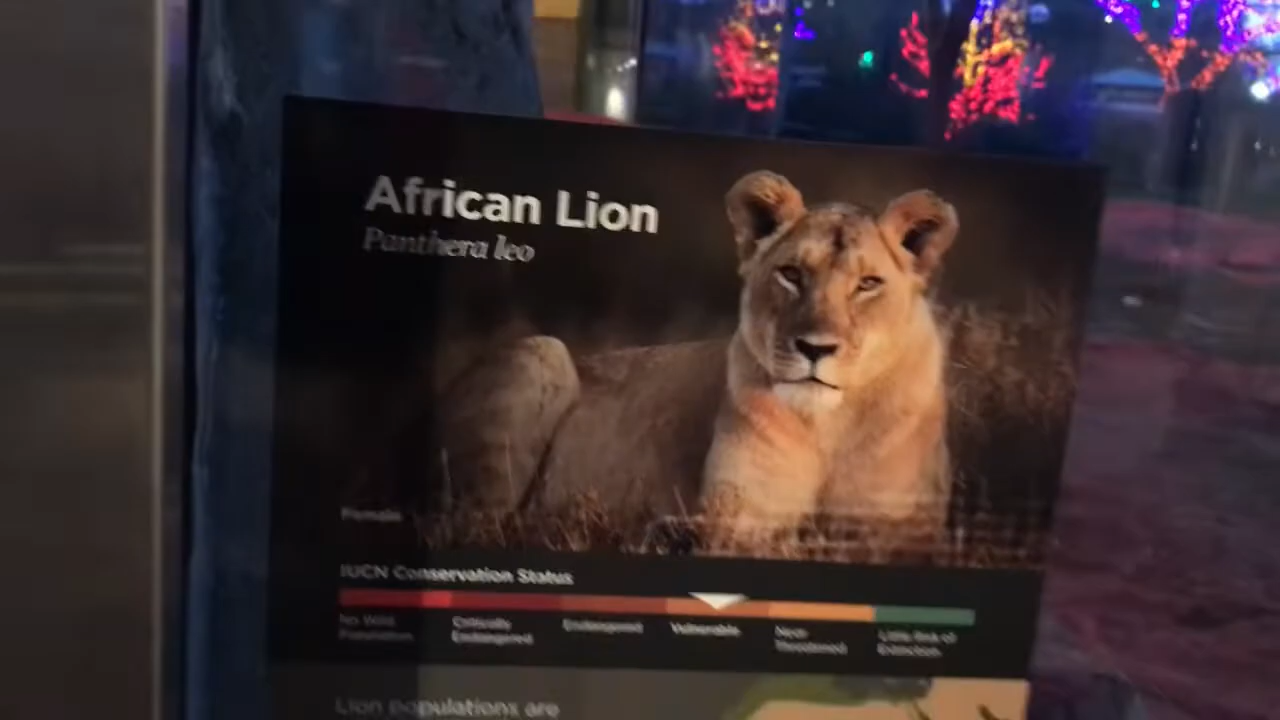 African Lion
Panthera leo
Female
IUCN Conservation Status
No Wild
Population
Critically
Endangered
Endangered
Vulnerable
Near
Threatened
Little Risk of
Extinction
Lion populations are